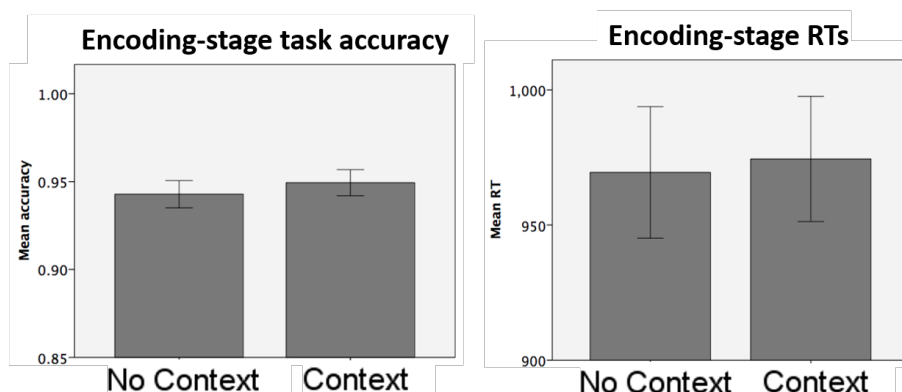 Encoding-stage task accuracy
Mean accuracy
1.00
0.95
0.90
0.85
No Context
Context
Encoding-stage RTs
Mean RT
1,000
950
900
No Context
Context